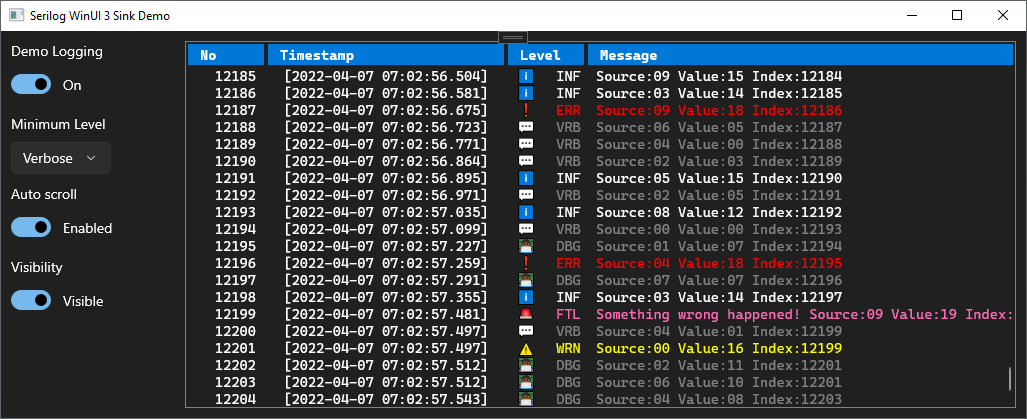 Serilog WinUI 3 Sink Demo
Demo Logging
On
Minimum Level
Verbose
Auto scroll
Enabled
Visibility
Visible
No Timestamp Level Message
12185 [2022-04-07 07:02:56.504] INF Source:09 Value:15 Index:12184
12186 [2022-04-07 07:02:56.581] INF Source:03 Value:14 Index:12185
12187 [2022-04-07 07:02:56.675] ERR Source:09 Value:18 Index:12186
12188 [2022-04-07 07:02:56.723] VRB Source:06 Value:05 Index:12187
12189 [2022-04-07 07:02:56.771] VRB Source:04 Value:00 Index:12188
12190 [2022-04-07 07:02:56.864] VRB Source:02 Value:03 Index:12189
12191 [2022-04-07 07:02:56.895] INF Source:05 Value:15 Index:12190
12192 [2022-04-07 07:02:56.971] VRB Source:02 Value:05 Index:12191
12193 [2022-04-07 07:02:57.035] INF Source:08 Value:12 Index:12192
12194 [2022-04-07 07:02:57.099] VRB Source:00 Value:00 Index:12193
12195 [2022-04-07 07:02:57.227] DBG Source:01 Value:07 Index:12194
12196 [2022-04-07 07:02:57.259] ERR Source:04 Value:18 Index:12195
12197 [2022-04-07 07:02:57.291] DBG Source:07 Value:07 Index:12196
12198 [2022-04-07 07:02:57.355] INF Source:03 Value:14 Index:12197
12199 [2022-04-07 07:02:57.481] FTL Something wrong happened! Source:09 Value:19 Index:
12200 [2022-04-07 07:02:57.497] VRB Source:04 Value:01 Index:12199
12201 [2022-04-07 07:02:57.497] WRN Source:00 Value:16 Index:12199
12202 [2022-04-07 07:02:57.512] DBG Source:02 Value:11 Index:12201
12203 [2022-04-07 07:02:57.512] DBG Source:06 Value:10 Index:12201
12204 [2022-04-07 07:02:57.543] DBG Source:04 Value:08 Index:12203